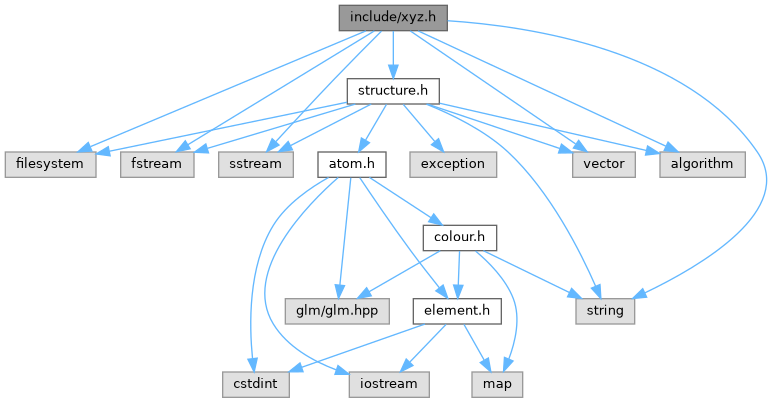 include/xyz.h
structure.h
filesystem
fstream
sstream
atom.h
exception
vector
algorithm
colour.h
glm/glm.hpp
element.h
string
cstdint
iostream
map